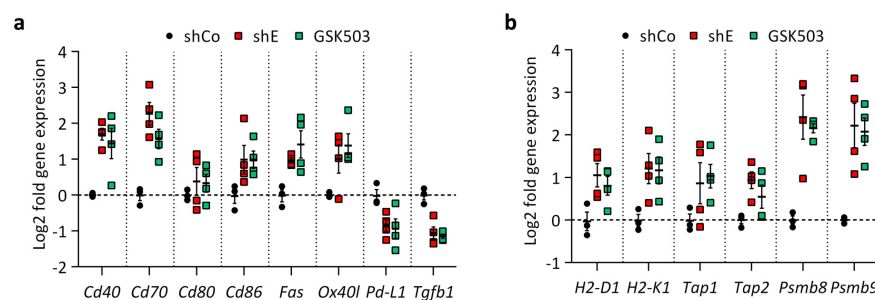 a
shCo shE GSK503
Log2 fold gene expression
4
3
2
1
0
-1
-2
Cd40 Cd70 Cd80 Cd86 Fas Ox40l Pd-L1 Tgfb1
b
shCo shE GSK503
Log2 fold gene expression
4
3
2
1
0
-1
H2-D1 H2-K1 Tap1 Tap2 Psmb8 Psmb9